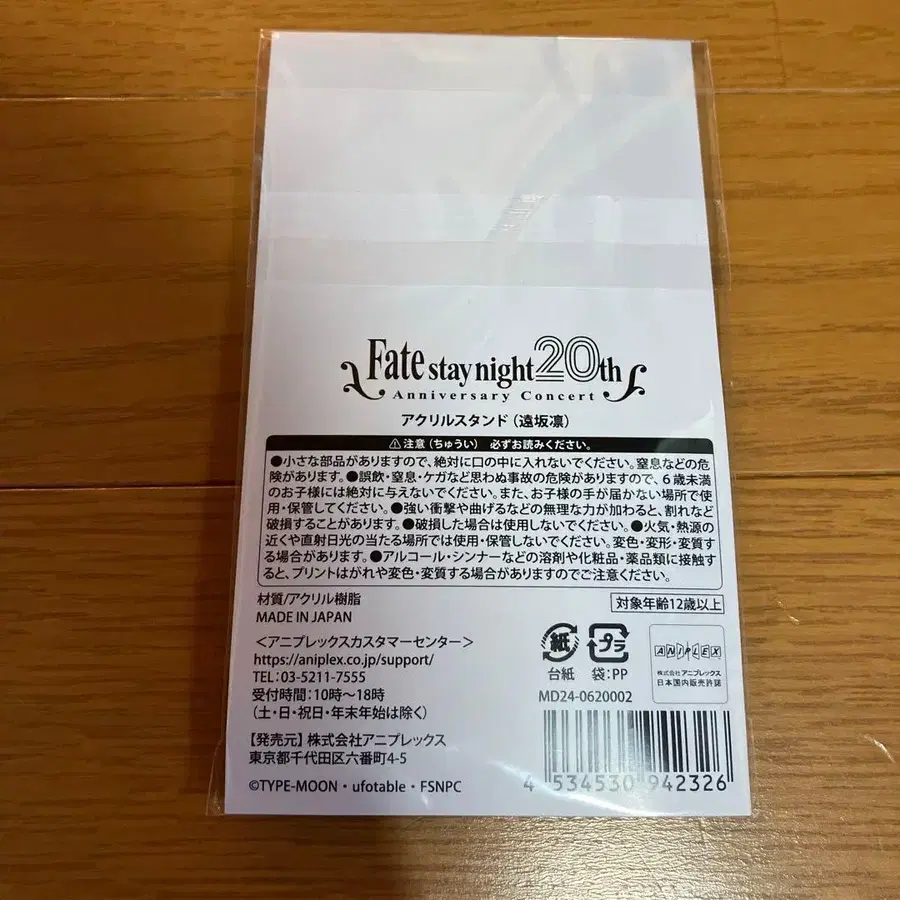 Fate stay night 20th
Anniversary Concert
アクリルスタンド（遠坂凛）
⚠注意（ちゅうい） 必ずお読みください。
●小さな部品がありますので、絶対に口の中に入れないでください。窒息などの危
険があります。●誤飲・窒息・ケガなど思わぬ事故の危険がありますので、6歳未満
のお子様には絶対に与えないでください。また、お子様の手が届かない場所で使
用・保管してください。●強い衝撃や曲げるなどの無理な力が加わると、割れなど
破損することがあります。●破損した場合は使用しないでください。●火気・熱源の
近くや直射日光の当たる場所では使用・保管しないでください。変色・変形・変質す
る場合があります。●アルコール・シンナーなどの溶剤や化粧品・薬品類に接触す
ると、プリントはがれや変色・変質する場合がありますのでご注意ください。
材質/アクリル樹脂
MADE IN JAPAN
対象年齢12歳以上
＜アニプレックスカスタマーセンター＞
https://aniplex.co.jp/support/
TEL：03-5211-7555
受付時間：10時～18時
（土・日・祝日・年末年始は除く）
紙
台紙
プラ
袋：PP
ANIPLEX
株式会社アニプレックス
日本国内販売許諾
MD24-0620002
【発売元】株式会社アニプレックス
東京都千代田区六番町4-5
©TYPE-MOON・ufotable・FSNPC
4 534530 942326